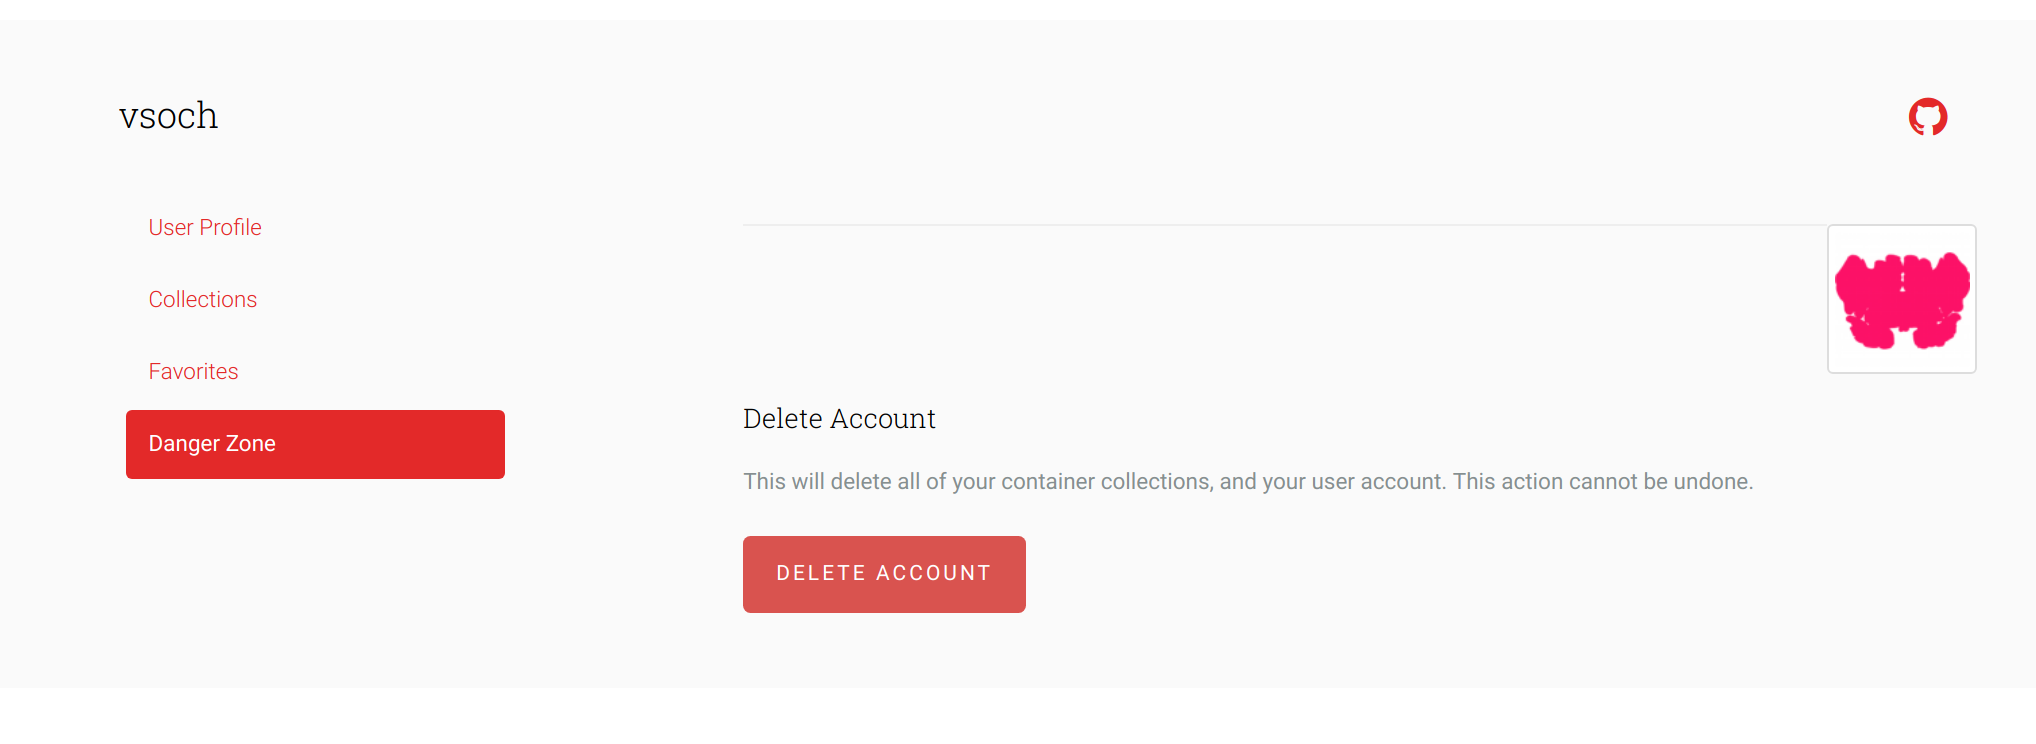 vsoch
User Profile
Collections
Favorites
Danger Zone
Delete Account
This will delete all of your container collections, and your user account. This action cannot be undone.
DELETE ACCOUNT